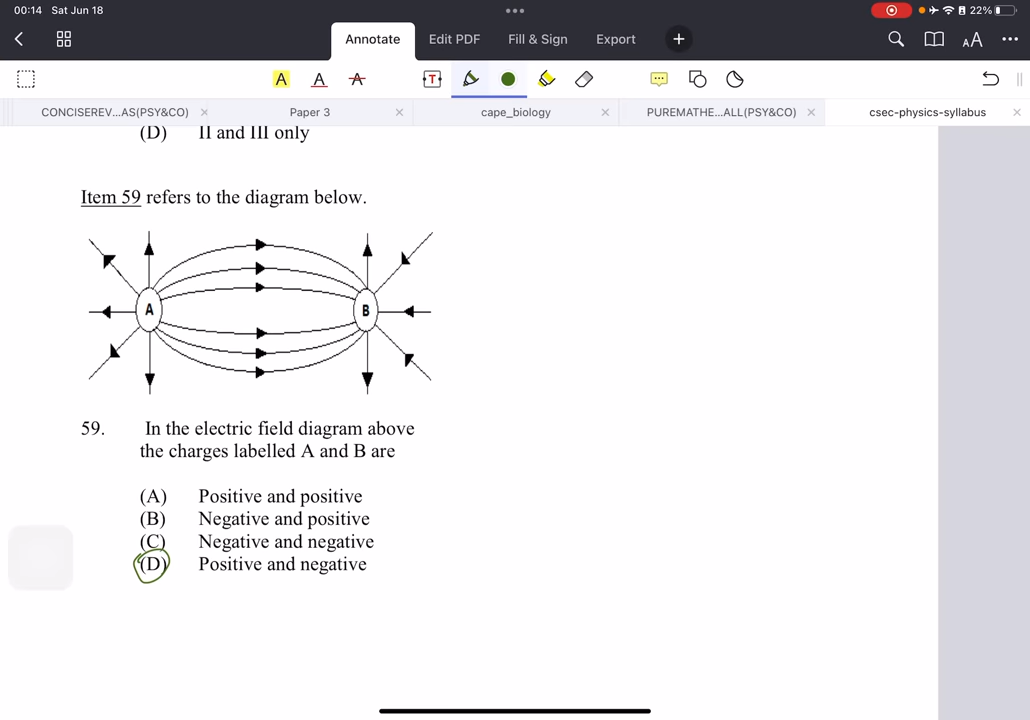 00:14 Sat Jun 18
22%
Annotate
Edit PDF
Fill & Sign
Export
A
A
A
T
AA
CONCISEREV...AS(PSY&CO)
Paper 3
cape_biology
PUREMATHE...ALL(PSY&CO)
csec-physics-syllabus
(D) II and III only
Item 59 refers to the diagram below.
A
B
59. In the electric field diagram above
the charges labelled A and B are
(A) Positive and positive
(B) Negative and positive
(C) Negative and negative
(D) Positive and negative